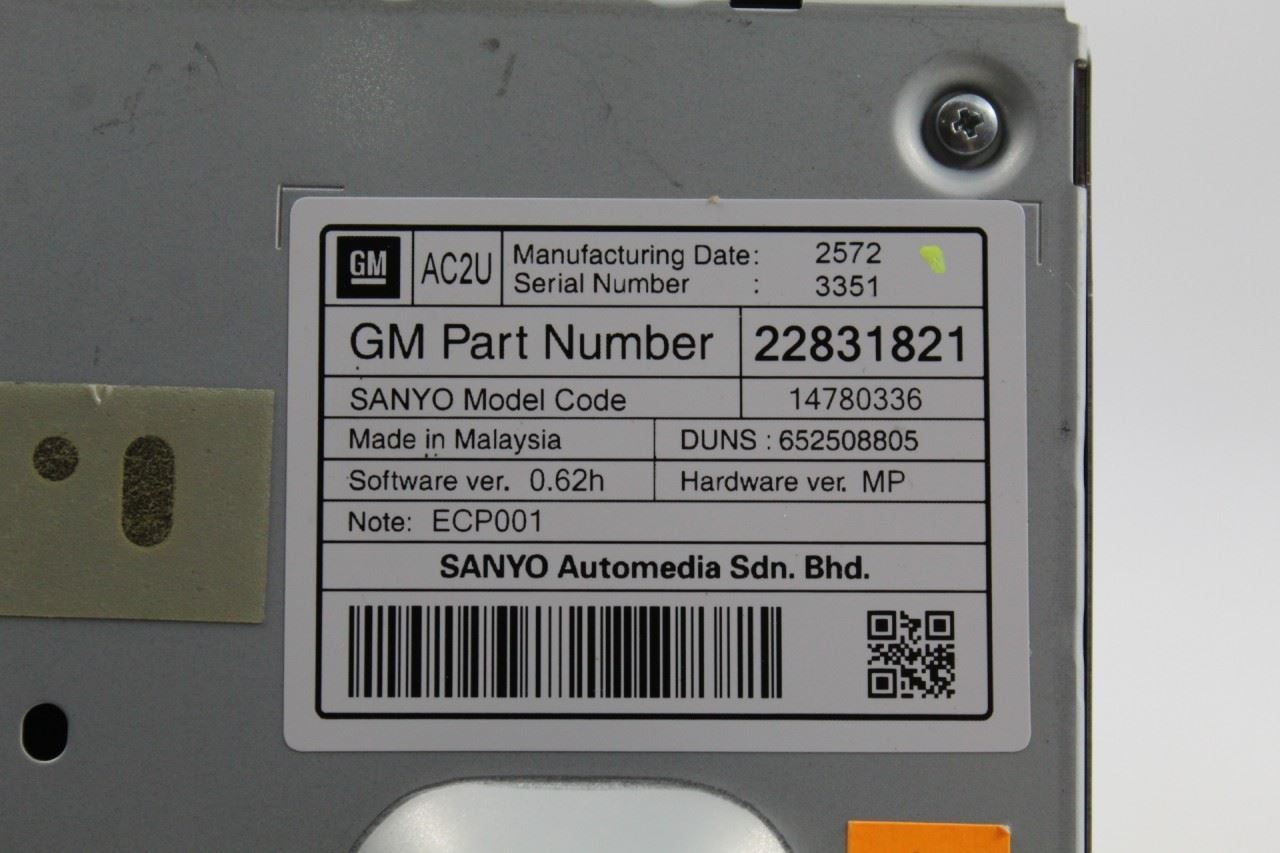 GM AC2U Manufacturing Date: 2572
Serial Number : 3351
GM Part Number 22831821
SANYO Model Code 14780336
Made in Malaysia DUNS : 652508805
Software ver. 0.62h Hardware ver. MP
Note: ECP001
SANYO Automedia Sdn. Bhd.